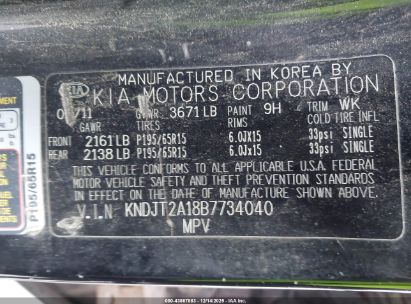 MANUFACTURED IN KOREA BY
KIA KIA MOTORS CORPORATION
GVWR 3671LB PAINT 9H TRIM WK
GAWR TIRES RIMS COLD TIRE INFL
FRONT 2161LB P195/65R15 6.0JX15 33psi SINGLE
REAR 2138LB P195/65R15 6.0JX15 33psi SINGLE
THIS VEHICLE CONFORMS TO ALL APPLICABLE FEDERAL
MOTOR VEHICLE SAFETY AND THEFT PREVENTION
STANDARDS IN EFFECT ON THE DATE OF MANUFACTURE SHOWN ABOVE
V.I.N KNDJT2A18B7734040
MPV
P195/65R15